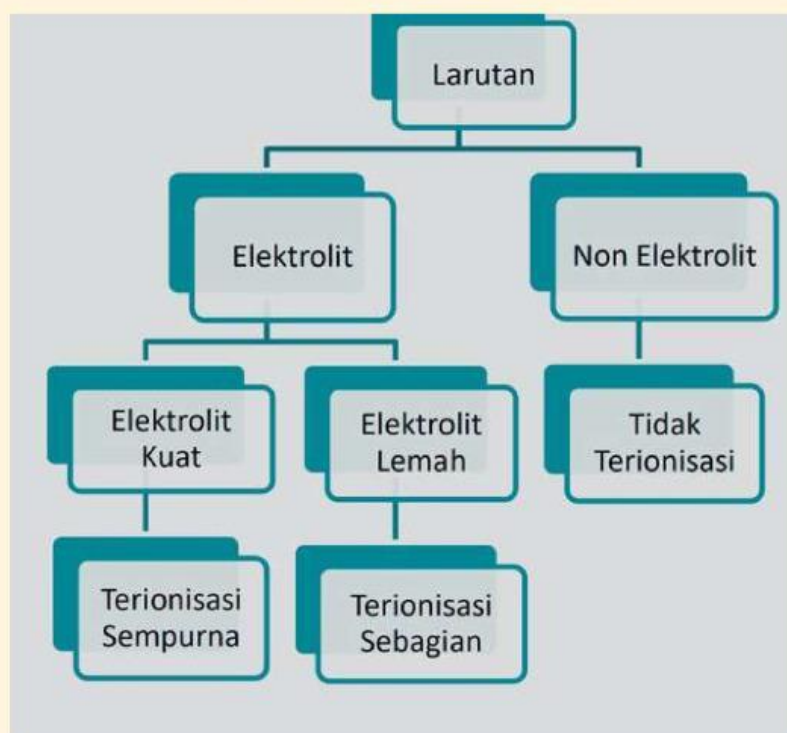 Larutan
Elektrolit
Non Elektrolit
Elektrolit
Kuat
Elektrolit
Lemah
Tidak
Terionisasi
Terionisasi
Sempurna
Terionisasi
Sebagian